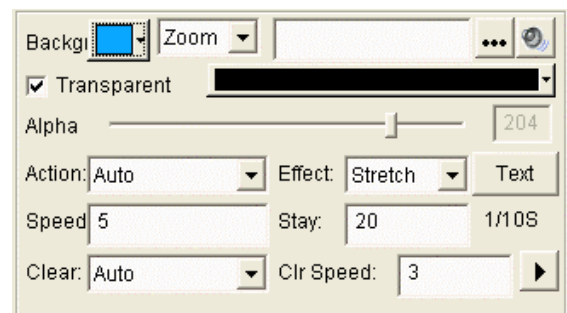 Backgı Zoom ...
Transparent
Alpha 204
Action: Auto Effect: Stretch Text
Speed 5 Stay: 20 1/10S
Clear: Auto Clr Speed: 3